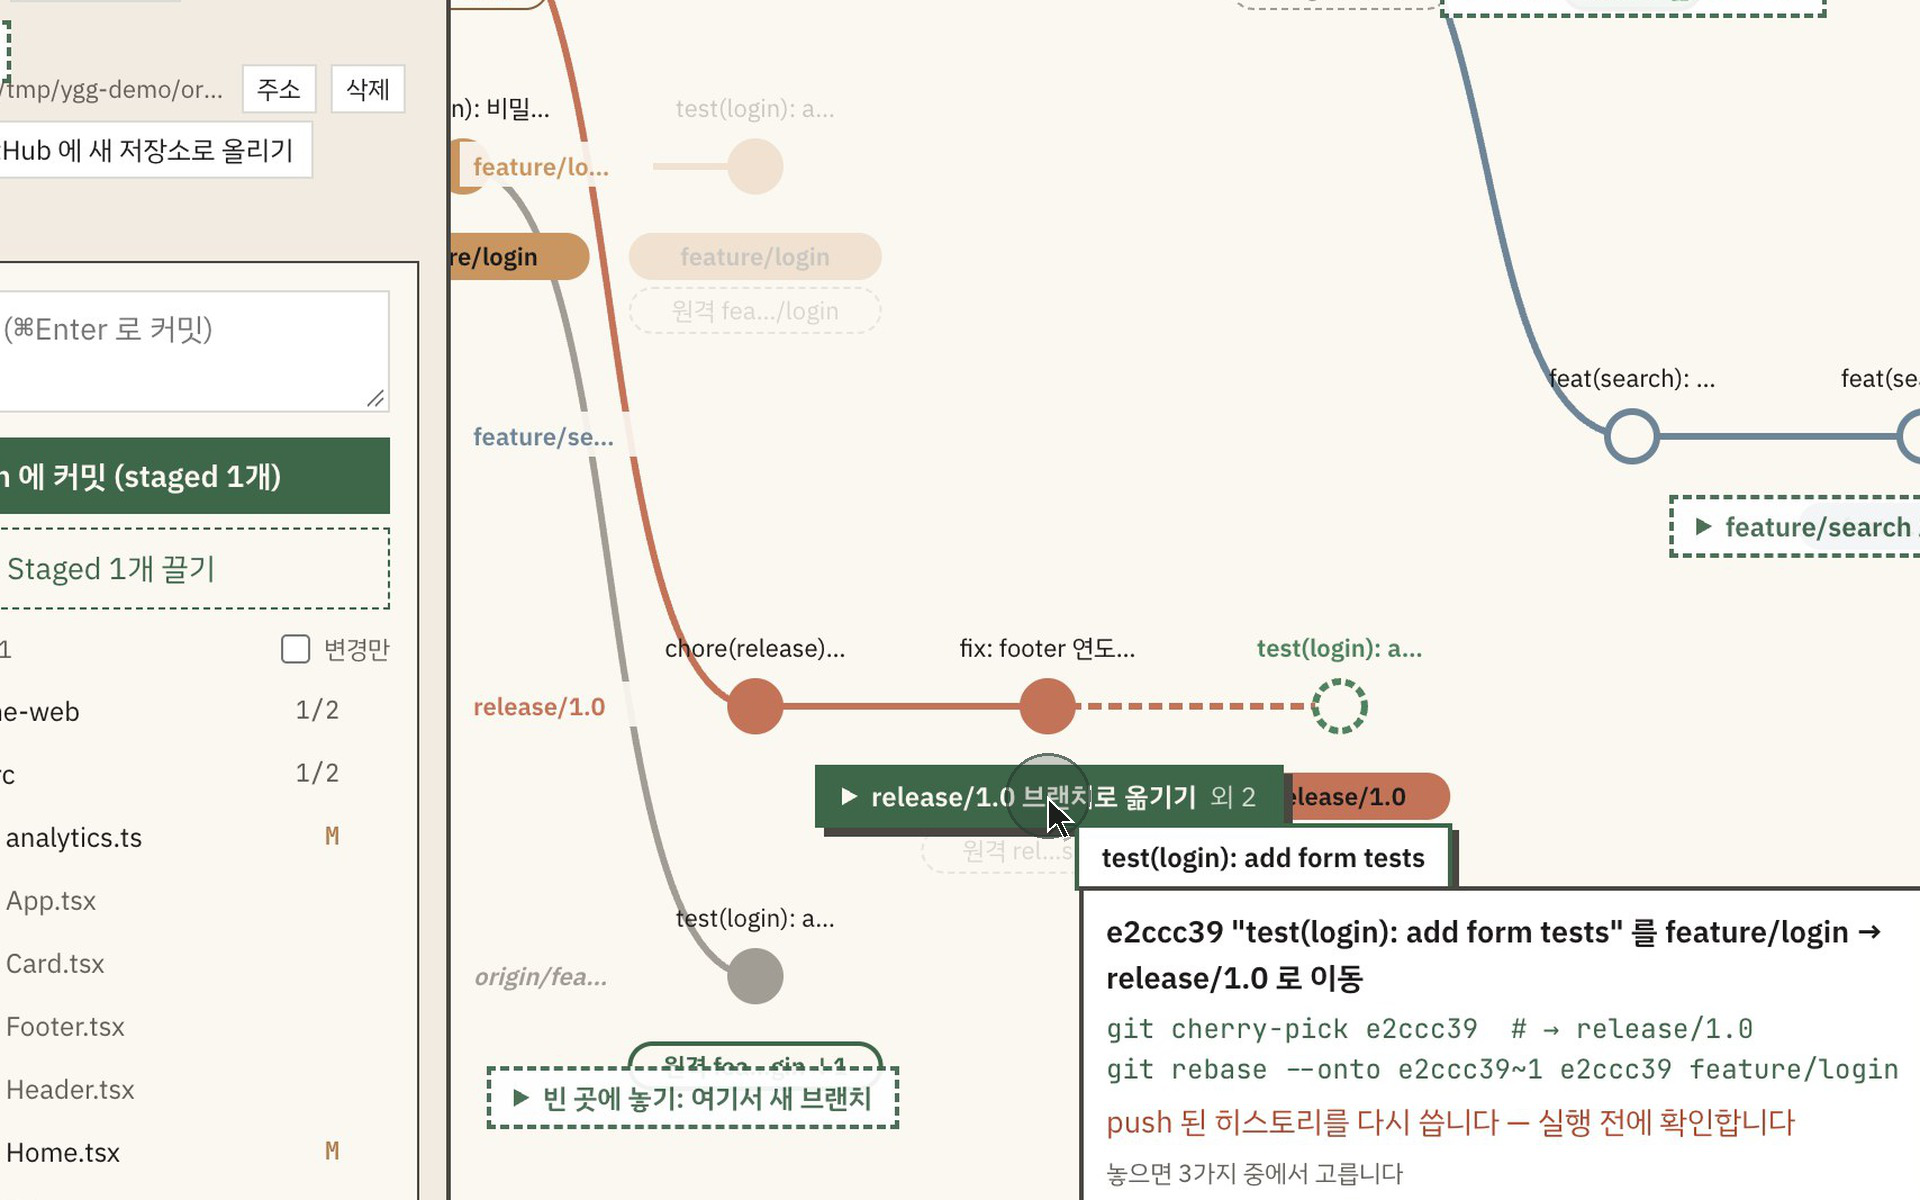 /tmp/ygg-demo/or...
주소
삭제
Hub 에 새 저장소로 올리기
(⌘Enter 로 커밋)
에 커밋 (staged 1개)
Staged 1개 끌기
1
변경만
e-web
1/2
1/2
analytics.ts
M
App.tsx
Card.tsx
Footer.tsx
Header.tsx
Home.tsx
M
n): 비밀...
test(login): a...
feature/lo...
re/login
feature/login
원격 fea.../login
feature/se...
feat(search): ...
feat(se
▶ feature/search
chore(release)...
fix: footer 연도...
test(login): a...
release/1.0
▶ release/1.0 브랜치로 옮기기 외 2
elease/1.0
원격 rel...s
test(login): add form tests
test(login): a...
origin/fea...
▶ 빈 곳에 놓기: 여기서 새 브랜치
e2ccc39 "test(login): add form tests" 를 feature/login →
release/1.0 로 이동
git cherry-pick e2ccc39  # → release/1.0
git rebase --onto e2ccc39~1 e2ccc39 feature/login
push 된 히스토리를 다시 씁니다 — 실행 전에 확인합니다
놓으면 3가지 중에서 고릅니다